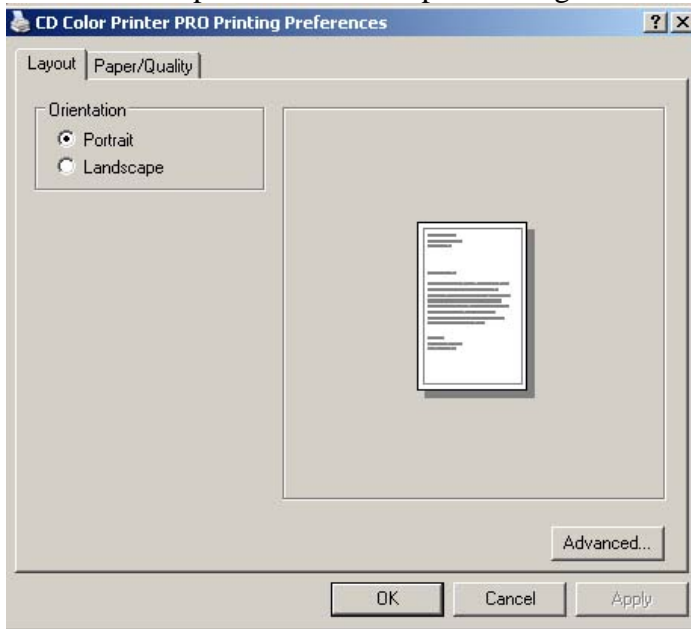 CD Color Printer PRO Printing Preferences
Layout Paper/Quality
Orientation
Portrait
Landscape
Advanced...
OK Cancel Apply